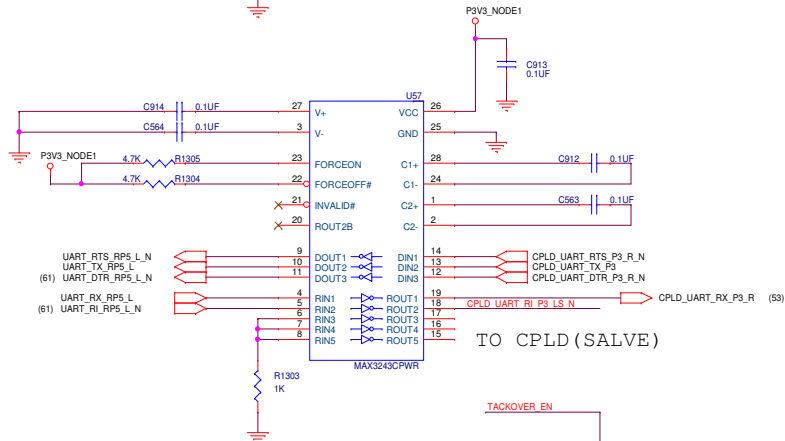 P3V3_NODE1
C913
0.1UF
U57
C914 0.1UF 27 V+ VCC 26
C564 0.1UF 3 V- GND 25
P3V3_NODE1
4.7K R1305 23 FORCEON C1+ 28 C912 0.1UF
4.7K R1304 22 FORCEOFF# C1- 24
21 INVALID# C2+ 1 C563 0.1UF
20 ROUT2B C2- 2
UART_RTS_RP5_L_N 9 DOUT1 DIN1 14 CPLD_UART_RTS_P3_R_N
UART_TX_RP5_L 10 DOUT2 DIN2 13 CPLD_UART_TX_P3
(61) UART_DTR_RP5_L_N 11 DOUT3 DIN3 12 CPLD_UART_DTR_P3_R_N
UART_RX_RP5_L 4 RIN1 ROUT1 19 CPLD_UART_RX_P3_R (53)
(61) UART_RI_RP5_L_N 5 RIN2 ROUT2 18 CPLD_UART_RI_P3_LS_N
6 RIN3 ROUT3 17
7 RIN4 ROUT4 16
8 RIN5 ROUT5 15
TO CPLD(SALVE)
MAX3243CPWR
R1303
1K
TACKOVER_EN